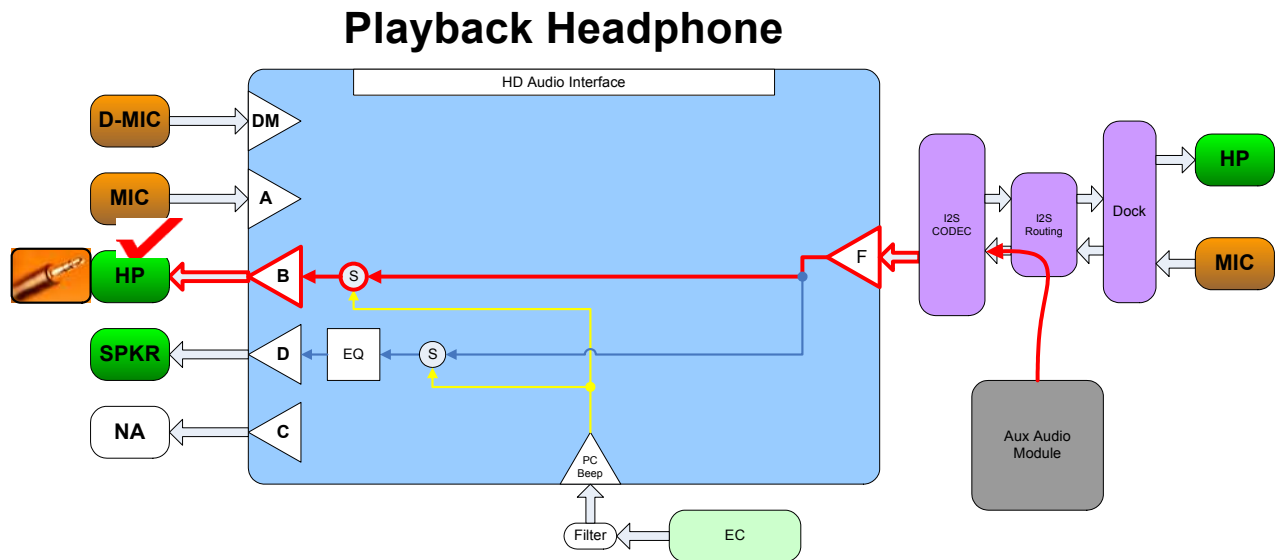 Playback Headphone
HD Audio Interface
D-MIC
DM
MIC
A
HP
B
S
F
I2S
CODEC
I2S
Routing
Dock
HP
MIC
SPKR
D
EQ
S
NA
C
PC
Beep
Aux Audio
Module
Filter
EC